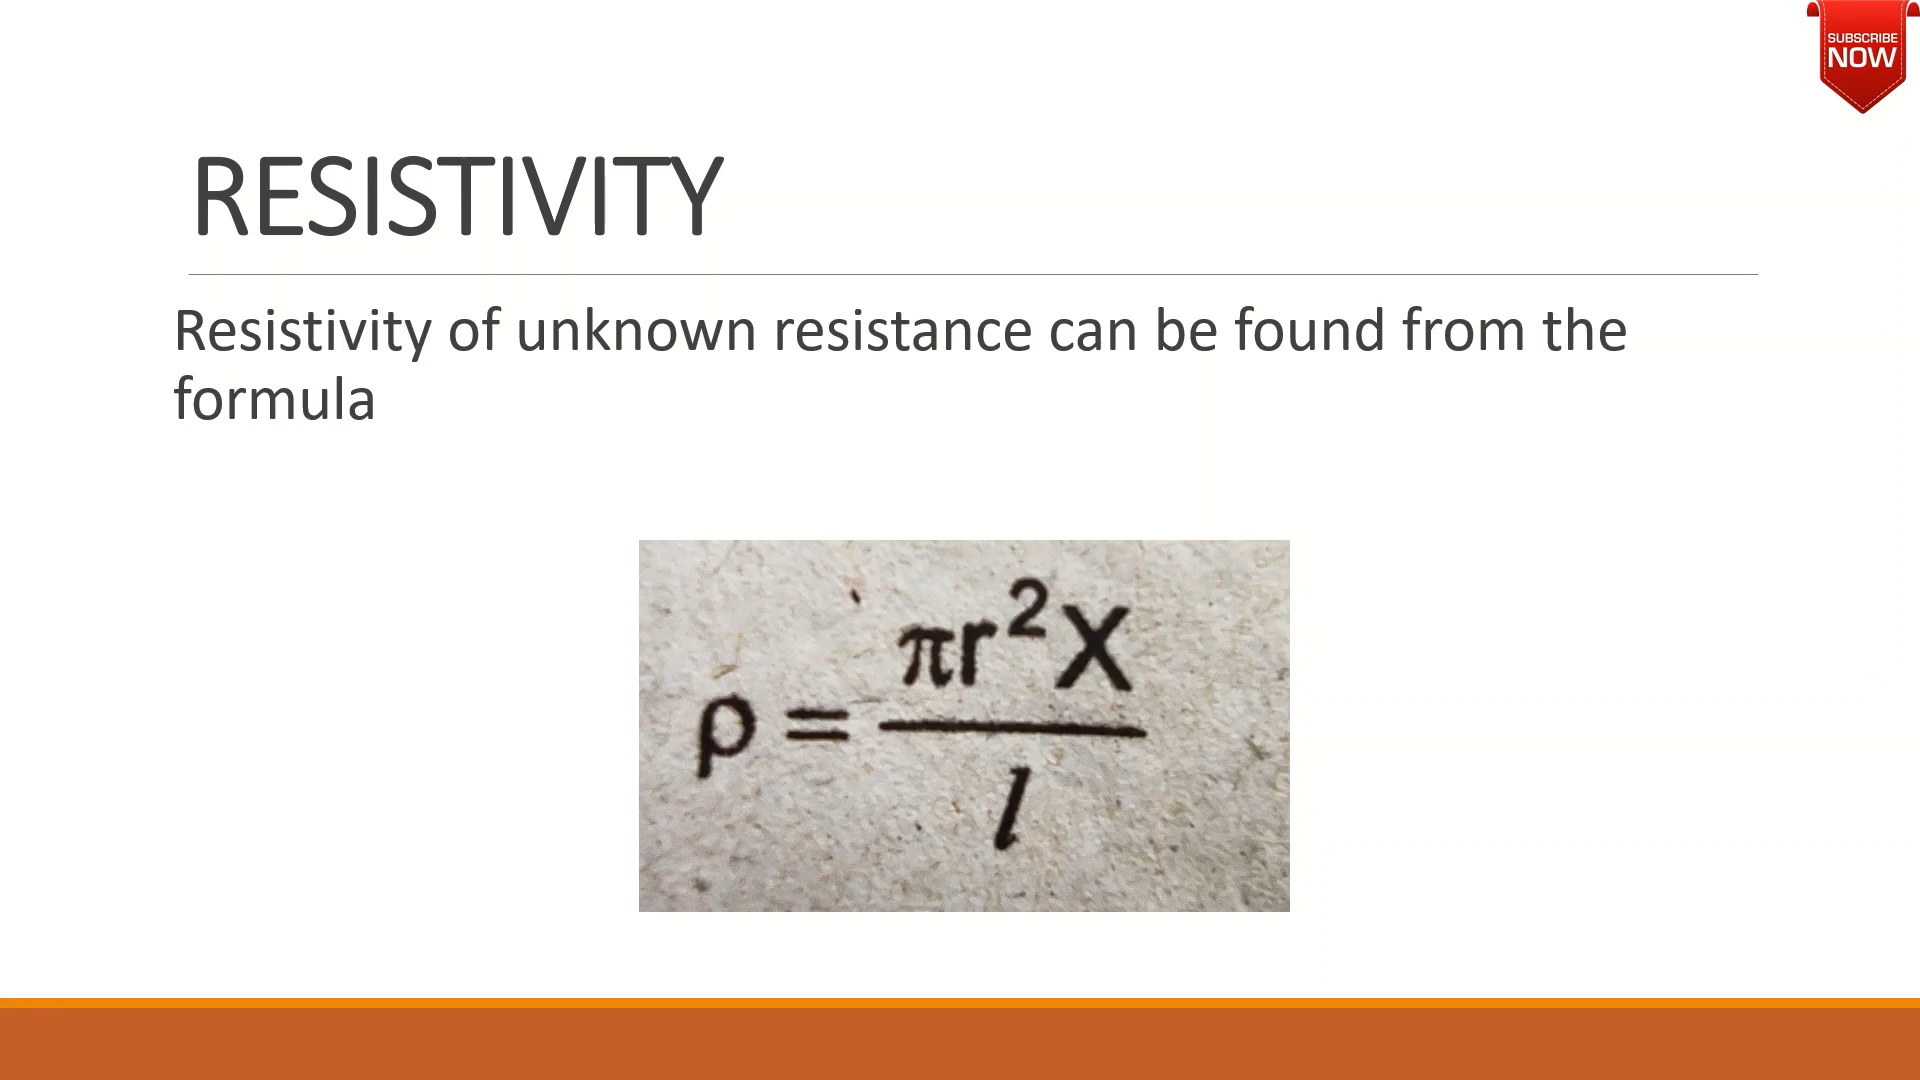 SUBSCRIBE
NOW
RESISTIVITY
Resistivity of unknown resistance can be found from the
formula
ρ = πr²X / l